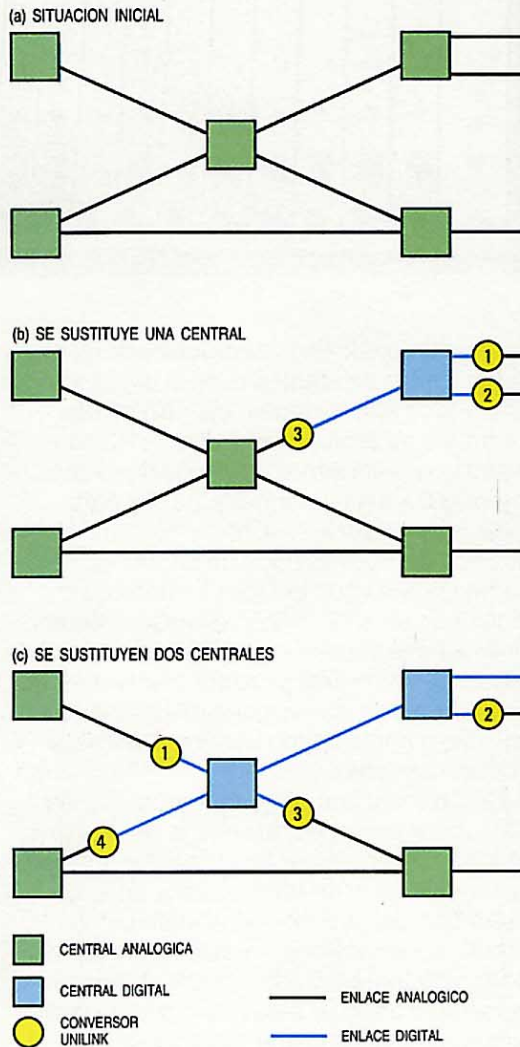 (a) SITUACION INICIAL
(b) SE SUSTITUYE UNA CENTRAL
1
2
3
(c) SE SUSTITUYEN DOS CENTRALES
2
1
3
4
CENTRAL ANALOGICA
CENTRAL DIGITAL
CONVERSOR
UNILINK
ENLACE ANALOGICO
ENLACE DIGITAL